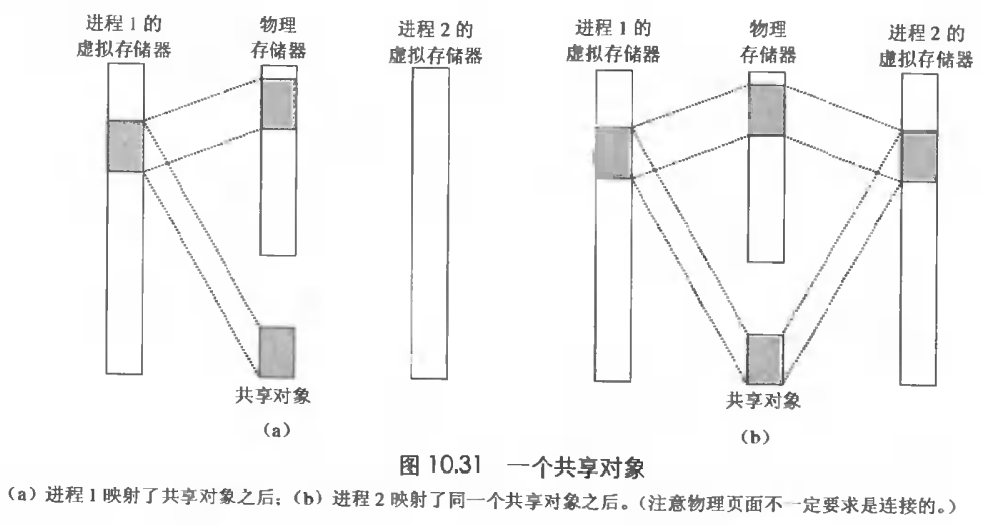 进程 1 的
虚拟存储器
物理
存储器
进程 2 的
虚拟存储器
共享对象
(a)
进程 1 的
虚拟存储器
物理
存储器
进程 2 的
虚拟存储器
共享对象
(b)
图 10.31 一个共享对象
(a) 进程 1 映射了共享对象之后;(b) 进程 2 映射了同一个共享对象之后。(注意物理页面不一定要求是连接的。)